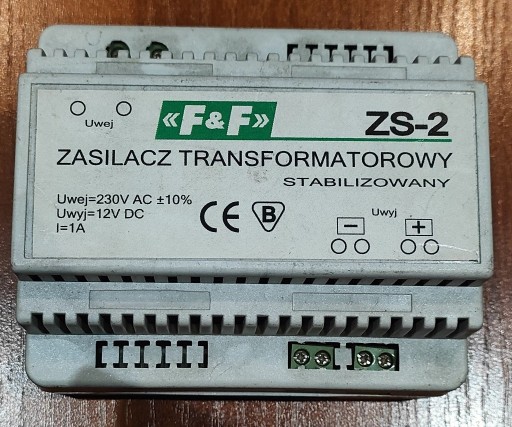 Uwej
«F&F»
ZS-2
ZASILACZ TRANSFORMATOROWY
STABILIZOWANY
Uwej=230V AC ±10%
Uwyj=12V DC
I=1A
CE
B
Uwyj
- +